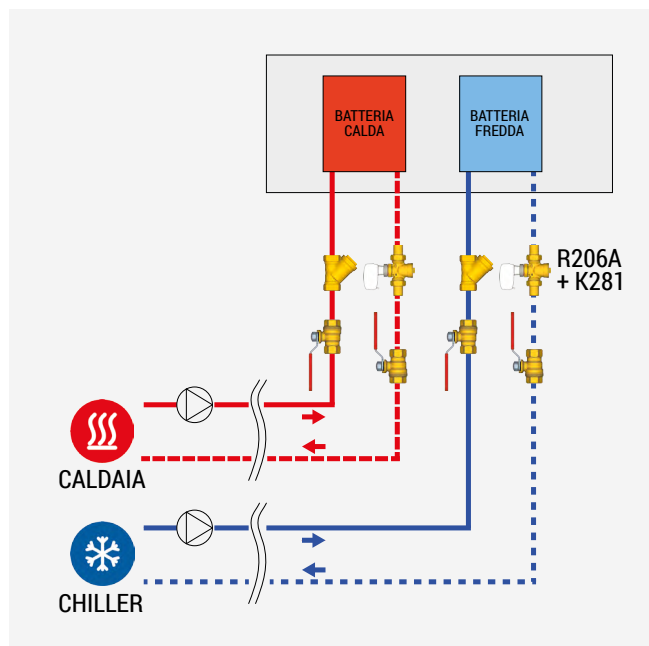 BATTERIA
CALDA
BATTERIA
FREDDA
R206A
+ K281
CALDAIA
CHILLER